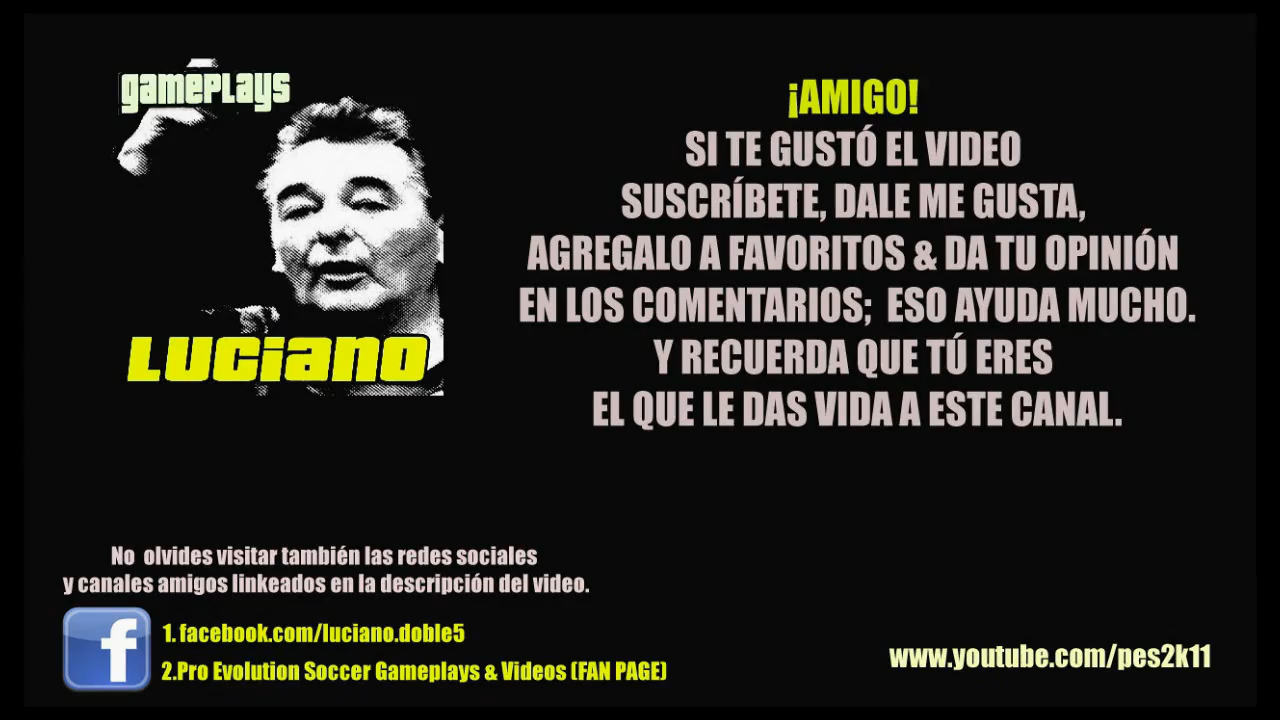 gamepLays
Luciano
¡AMIGO!
SI TE GUSTÓ EL VIDEO
SUSCRÍBETE, DALE ME GUSTA,
AGREGALO A FAVORITOS & DA TU OPINIÓN
EN LOS COMENTARIOS; ESO AYUDA MUCHO.
Y RECUERDA QUE TÚ ERES
EL QUE LE DAS VIDA A ESTE CANAL.
No olvides visitar también las redes sociales
y canales amigos linkeados en la descripción del video.
f
1. facebook.com/luciano.doble5
2.Pro Evolution Soccer Gameplays & Videos (FAN PAGE)
www.youtube.com/pes2k11